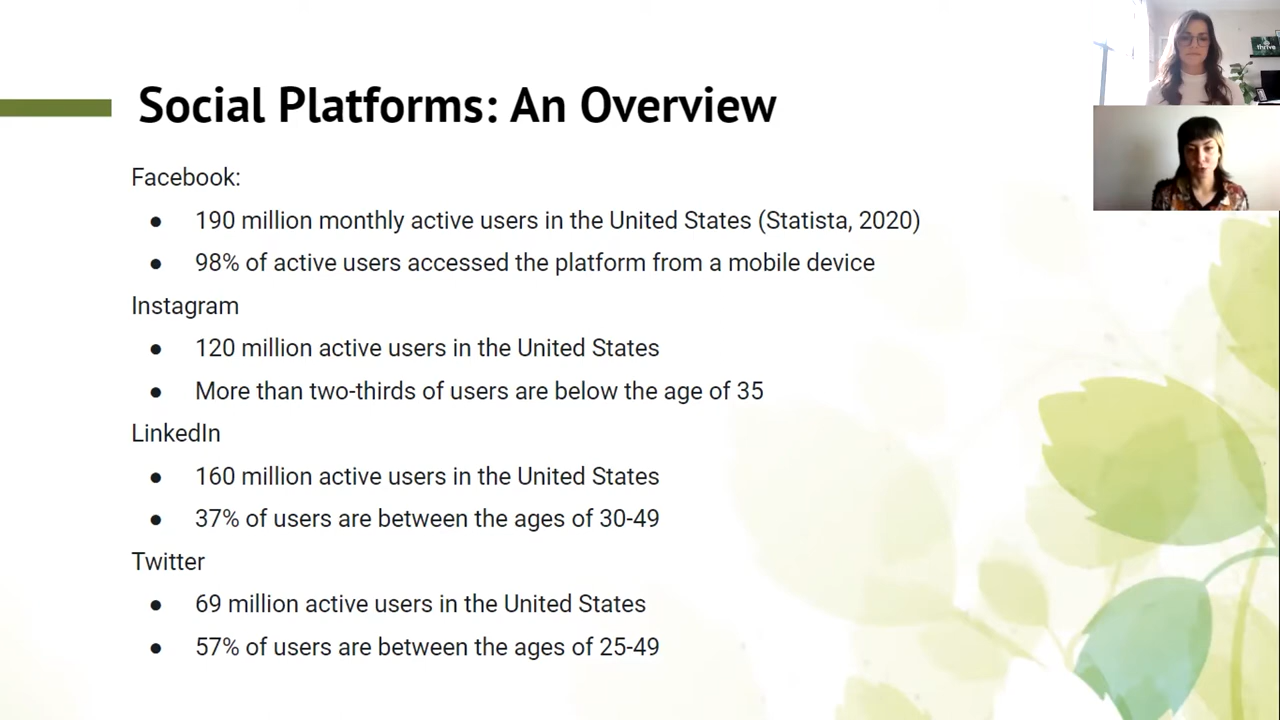 Social Platforms: An Overview
Facebook:
● 190 million monthly active users in the United States (Statista, 2020)
● 98% of active users accessed the platform from a mobile device
Instagram
● 120 million active users in the United States
● More than two-thirds of users are below the age of 35
LinkedIn
● 160 million active users in the United States
● 37% of users are between the ages of 30-49
Twitter
● 69 million active users in the United States
● 57% of users are between the ages of 25-49
thrive